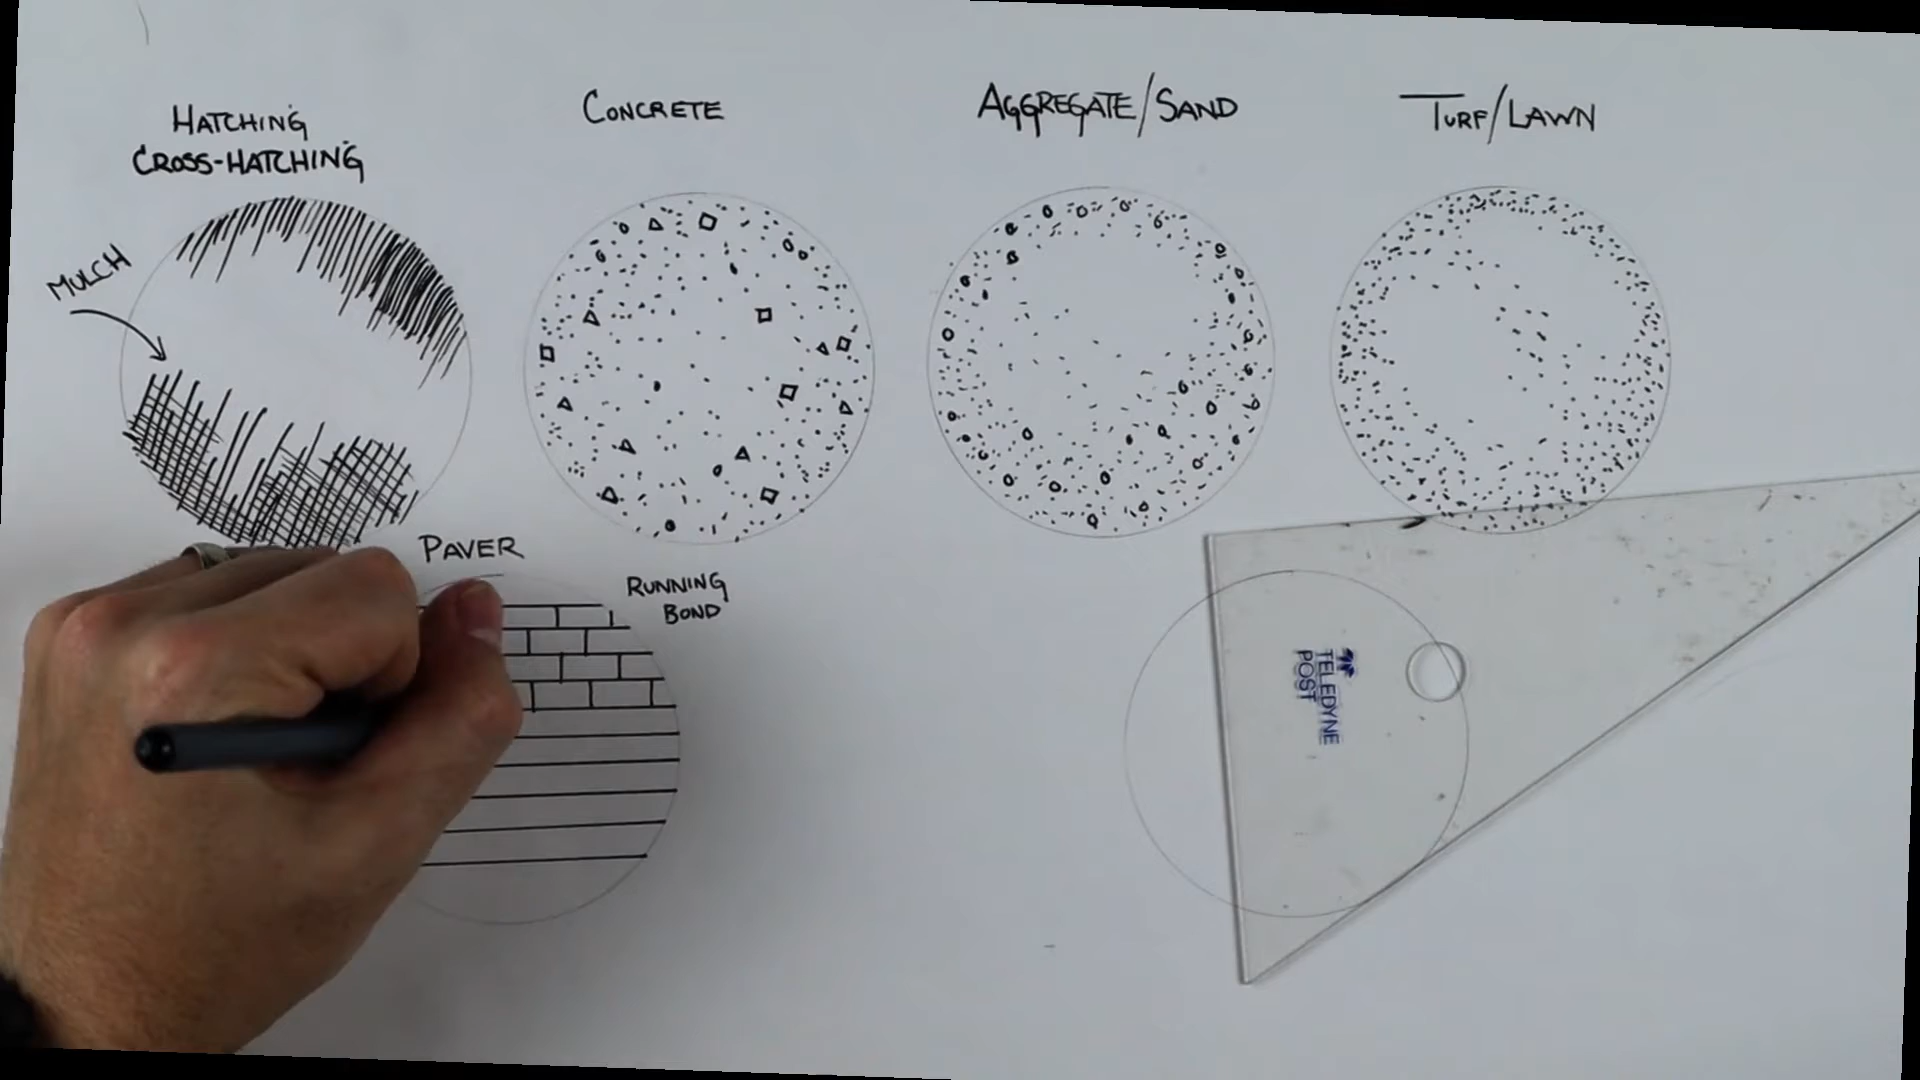 HATCHING
CROSS-HATCHING
CONCRETE
AGGREGATE/SAND
TURF/LAWN
MULCH
PAVER
RUNNING
BOND
TELEDYNE
POST